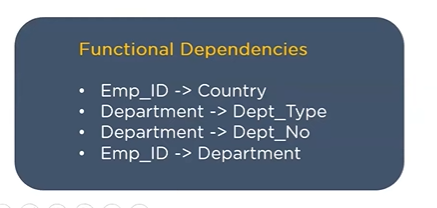 Functional Dependencies
• Emp_ID -> Country
• Department -> Dept_Type
• Department -> Dept_No
• Emp_ID -> Department